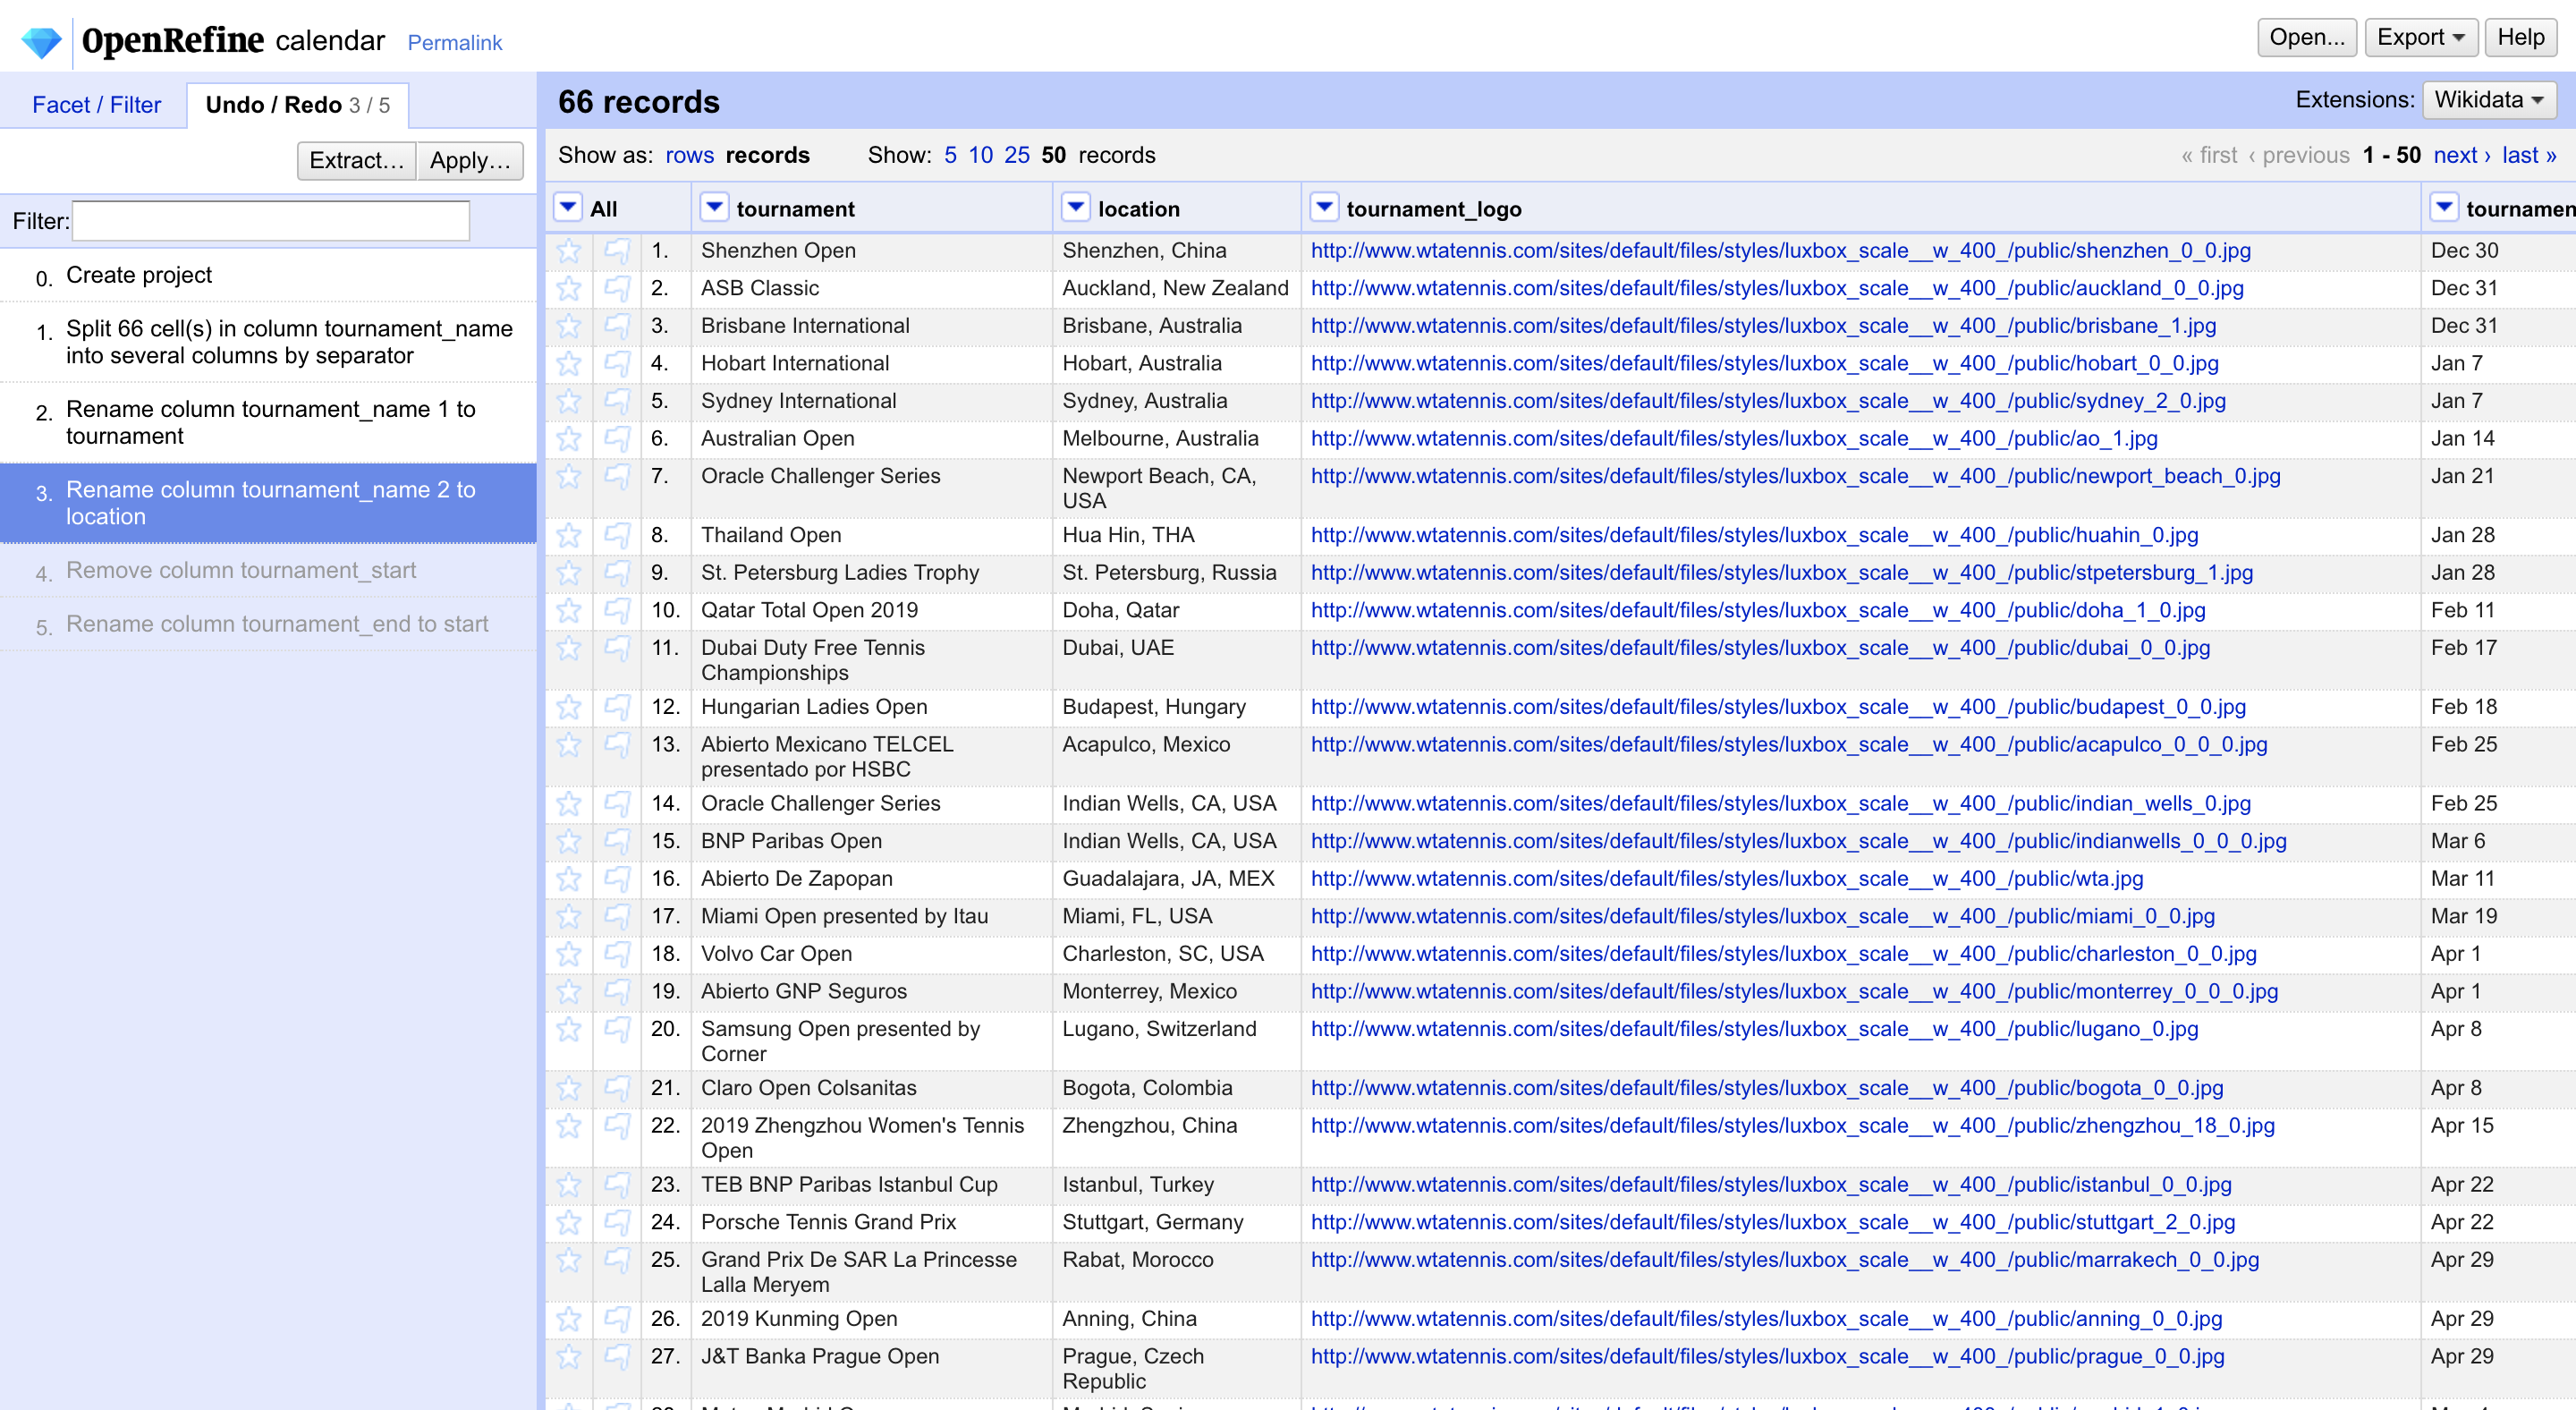 OpenRefine calendar Permalink
Open... Export Help
Facet / Filter Undo / Redo 3 / 5
Extract... Apply...
Filter:
0. Create project
1. Split 66 cell(s) in column tournament_name
into several columns by separator
2. Rename column tournament_name 1 to
tournament
3. Rename column tournament_name 2 to
location
4. Remove column tournament_start
5. Rename column tournament_end to start
66 records
Extensions: Wikidata
Show as: rows records Show: 5 10 25 50 records
« first ‹ previous 1 - 50 next › last »
All tournament location tournament_logo tournamen
1. Shenzhen Open Shenzhen, China http://www.wtatennis.com/sites/default/files/styles/luxbox_scale__w_400_/public/shenzhen_0_0.jpg Dec 30
2. ASB Classic Auckland, New Zealand http://www.wtatennis.com/sites/default/files/styles/luxbox_scale__w_400_/public/auckland_0_0.jpg Dec 31
3. Brisbane International Brisbane, Australia http://www.wtatennis.com/sites/default/files/styles/luxbox_scale__w_400_/public/brisbane_1.jpg Dec 31
4. Hobart International Hobart, Australia http://www.wtatennis.com/sites/default/files/styles/luxbox_scale__w_400_/public/hobart_0_0.jpg Jan 7
5. Sydney International Sydney, Australia http://www.wtatennis.com/sites/default/files/styles/luxbox_scale__w_400_/public/sydney_2_0.jpg Jan 7
6. Australian Open Melbourne, Australia http://www.wtatennis.com/sites/default/files/styles/luxbox_scale__w_400_/public/ao_1.jpg Jan 14
7. Oracle Challenger Series Newport Beach, CA, http://www.wtatennis.com/sites/default/files/styles/luxbox_scale__w_400_/public/newport_beach_0.jpg Jan 21
USA
8. Thailand Open Hua Hin, THA http://www.wtatennis.com/sites/default/files/styles/luxbox_scale__w_400_/public/huahin_0.jpg Jan 28
9. St. Petersburg Ladies Trophy St. Petersburg, Russia http://www.wtatennis.com/sites/default/files/styles/luxbox_scale__w_400_/public/stpetersburg_1.jpg Jan 28
10. Qatar Total Open 2019 Doha, Qatar http://www.wtatennis.com/sites/default/files/styles/luxbox_scale__w_400_/public/doha_1_0.jpg Feb 11
11. Dubai Duty Free Tennis Dubai, UAE http://www.wtatennis.com/sites/default/files/styles/luxbox_scale__w_400_/public/dubai_0_0.jpg Feb 17
Championships
12. Hungarian Ladies Open Budapest, Hungary http://www.wtatennis.com/sites/default/files/styles/luxbox_scale__w_400_/public/budapest_0_0.jpg Feb 18
13. Abierto Mexicano TELCEL Acapulco, Mexico http://www.wtatennis.com/sites/default/files/styles/luxbox_scale__w_400_/public/acapulco_0_0_0.jpg Feb 25
presentado por HSBC
14. Oracle Challenger Series Indian Wells, CA, USA http://www.wtatennis.com/sites/default/files/styles/luxbox_scale__w_400_/public/indian_wells_0.jpg Feb 25
15. BNP Paribas Open Indian Wells, CA, USA http://www.wtatennis.com/sites/default/files/styles/luxbox_scale__w_400_/public/indianwells_0_0_0.jpg Mar 6
16. Abierto De Zapopan Guadalajara, JA, MEX http://www.wtatennis.com/sites/default/files/styles/luxbox_scale__w_400_/public/wta.jpg Mar 11
17. Miami Open presented by Itau Miami, FL, USA http://www.wtatennis.com/sites/default/files/styles/luxbox_scale__w_400_/public/miami_0_0.jpg Mar 19
18. Volvo Car Open Charleston, SC, USA http://www.wtatennis.com/sites/default/files/styles/luxbox_scale__w_400_/public/charleston_0_0.jpg Apr 1
19. Abierto GNP Seguros Monterrey, Mexico http://www.wtatennis.com/sites/default/files/styles/luxbox_scale__w_400_/public/monterrey_0_0_0.jpg Apr 1
20. Samsung Open presented by Lugano, Switzerland http://www.wtatennis.com/sites/default/files/styles/luxbox_scale__w_400_/public/lugano_0.jpg Apr 8
Corner
21. Claro Open Colsanitas Bogota, Colombia http://www.wtatennis.com/sites/default/files/styles/luxbox_scale__w_400_/public/bogota_0_0.jpg Apr 8
22. 2019 Zhengzhou Women's Tennis Zhengzhou, China http://www.wtatennis.com/sites/default/files/styles/luxbox_scale__w_400_/public/zhengzhou_18_0.jpg Apr 15
Open
23. TEB BNP Paribas Istanbul Cup Istanbul, Turkey http://www.wtatennis.com/sites/default/files/styles/luxbox_scale__w_400_/public/istanbul_0_0.jpg Apr 22
24. Porsche Tennis Grand Prix Stuttgart, Germany http://www.wtatennis.com/sites/default/files/styles/luxbox_scale__w_400_/public/stuttgart_2_0.jpg Apr 22
25. Grand Prix De SAR La Princesse Rabat, Morocco http://www.wtatennis.com/sites/default/files/styles/luxbox_scale__w_400_/public/marrakech_0_0.jpg Apr 29
Lalla Meryem
26. 2019 Kunming Open Anning, China http://www.wtatennis.com/sites/default/files/styles/luxbox_scale__w_400_/public/anning_0_0.jpg Apr 29
27. J&T Banka Prague Open Prague, Czech http://www.wtatennis.com/sites/default/files/styles/luxbox_scale__w_400_/public/prague_0_0.jpg Apr 29
Republic